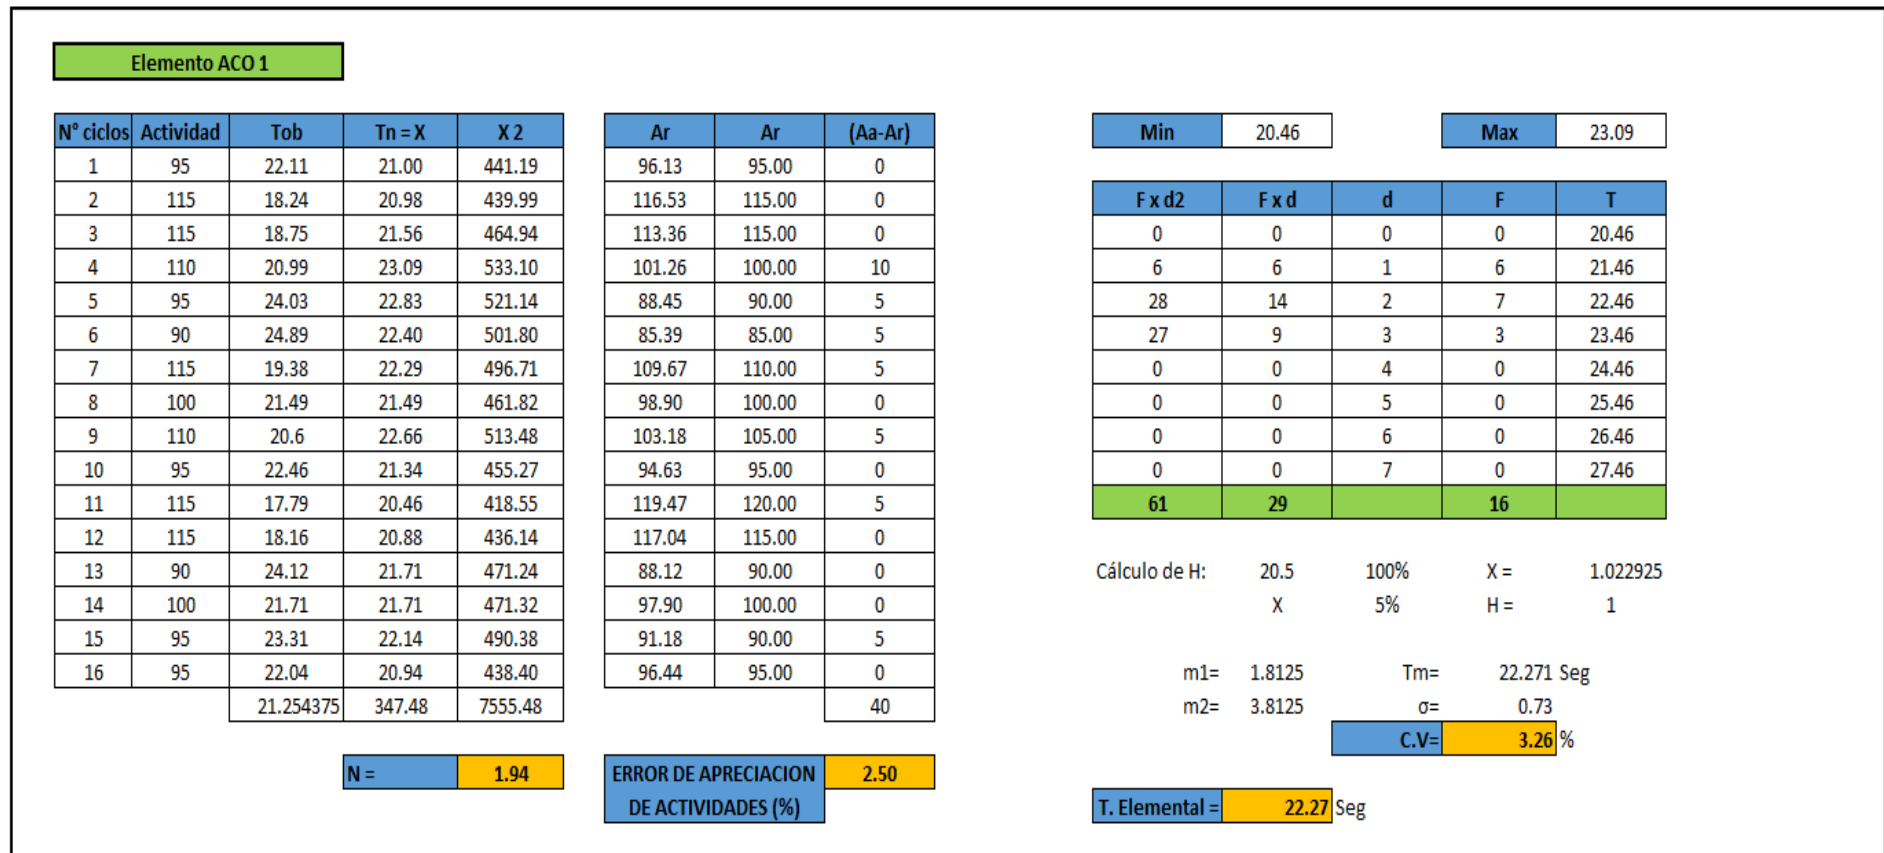 Elemento ACO 1
N° ciclos Actividad Tob Tn = X X 2
1 95 22.11 21.00 441.19
2 115 18.24 20.98 439.99
3 115 18.75 21.56 464.94
4 110 20.99 23.09 533.10
5 95 24.03 22.83 521.14
6 90 24.89 22.40 501.80
7 115 19.38 22.29 496.71
8 100 21.49 21.49 461.82
9 110 20.6 22.66 513.48
10 95 22.46 21.34 455.27
11 115 17.79 20.46 418.55
12 115 18.16 20.88 436.14
13 90 24.12 21.71 471.24
14 100 21.71 21.71 471.32
15 95 23.31 22.14 490.38
16 95 22.04 20.94 438.40
21.254375 347.48 7555.48
N = 1.94
Ar Ar (Aa-Ar)
96.13 95.00 0
116.53 115.00 0
113.36 115.00 0
101.26 100.00 10
88.45 90.00 5
85.39 85.00 5
109.67 110.00 5
98.90 100.00 0
103.18 105.00 5
94.63 95.00 0
119.47 120.00 5
117.04 115.00 0
88.12 90.00 0
97.90 100.00 0
91.18 90.00 5
96.44 95.00 0
40
ERROR DE APRECIACION 2.50
DE ACTIVIDADES (%)
Min 20.46 Max 23.09
F x d2 F x d d F T
0 0 0 0 20.46
6 6 1 6 21.46
28 14 2 7 22.46
27 9 3 3 23.46
0 0 4 0 24.46
0 0 5 0 25.46
0 0 6 0 26.46
0 0 7 0 27.46
61 29 16
Cálculo de H: 20.5 100% X = 1.022925
X 5% H = 1
m1= 1.8125 Tm= 22.271 Seg
m2= 3.8125 σ= 0.73
C.V= 3.26 %
T. Elemental = 22.27 Seg